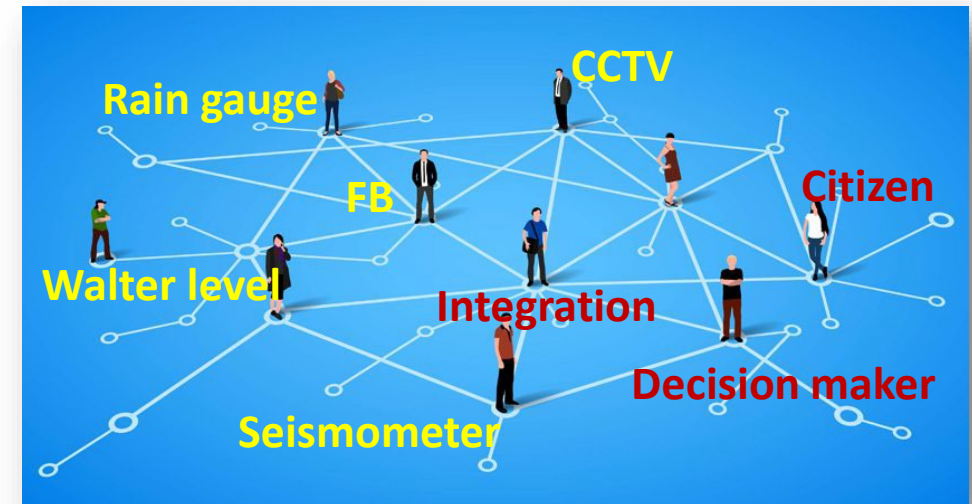 CCTV
Rain gauge
FB
Citizen
Walter level
Integration
Decision maker
Seismometer